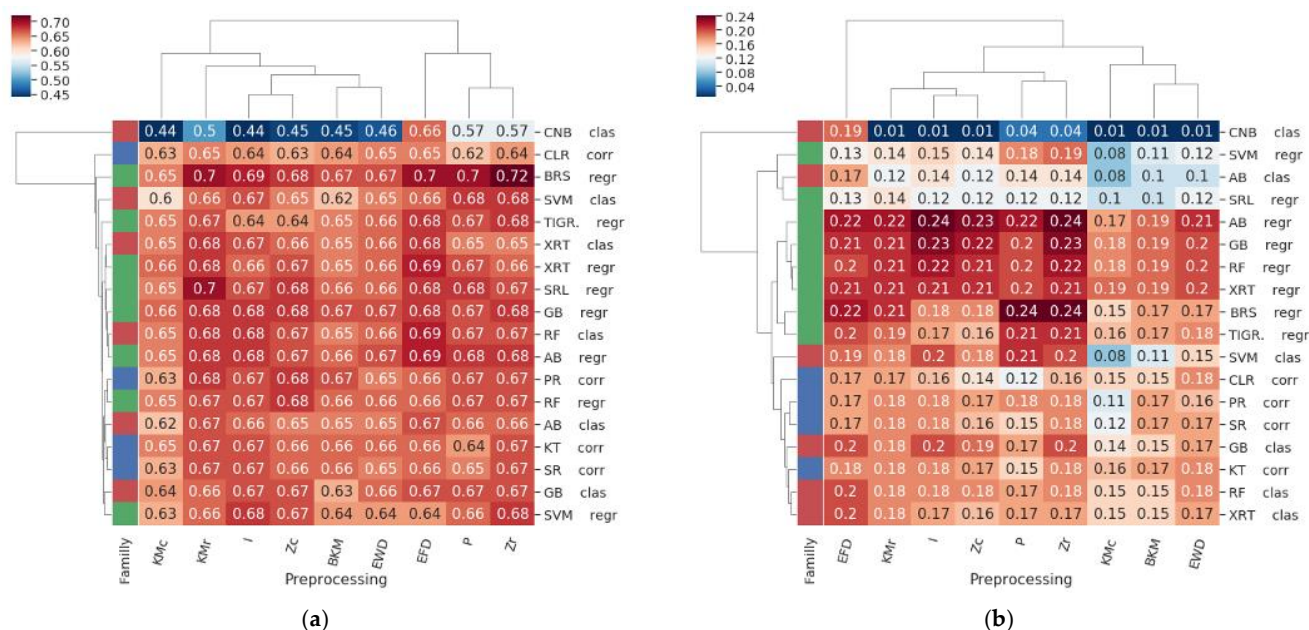 0.70
0.65
0.60
0.55
0.50
0.45
0.44 0.5 0.44 0.45 0.45 0.46 0.66 0.57 0.57 CNB clas
0.63 0.65 0.64 0.63 0.64 0.65 0.65 0.62 0.64 CLR corr
0.65 0.7 0.69 0.68 0.67 0.67 0.7 0.7 0.72 BRS regr
0.6 0.66 0.67 0.65 0.62 0.65 0.66 0.68 0.68 SVM clas
0.65 0.67 0.64 0.64 0.65 0.66 0.68 0.67 0.68 TIGR. regr
0.65 0.68 0.67 0.66 0.65 0.66 0.68 0.65 0.65 XRT clas
0.66 0.68 0.66 0.67 0.65 0.66 0.69 0.67 0.66 XRT regr
0.65 0.7 0.67 0.68 0.66 0.66 0.68 0.68 0.67 SRL regr
0.66 0.68 0.67 0.68 0.66 0.67 0.68 0.67 0.68 GB regr
0.65 0.68 0.68 0.67 0.65 0.66 0.69 0.67 0.67 RF clas
0.65 0.68 0.68 0.67 0.66 0.67 0.69 0.68 0.68 AB regr
0.63 0.68 0.67 0.68 0.67 0.65 0.66 0.67 0.67 PR corr
0.65 0.67 0.67 0.68 0.66 0.66 0.66 0.67 0.67 RF regr
0.62 0.67 0.66 0.66 0.65 0.65 0.67 0.66 0.66 AB clas
0.65 0.67 0.67 0.66 0.66 0.66 0.67 0.64 0.67 KT corr
0.63 0.67 0.67 0.66 0.66 0.65 0.66 0.65 0.67 SR corr
0.64 0.66 0.67 0.67 0.63 0.66 0.67 0.67 0.67 GB clas
0.63 0.66 0.68 0.67 0.64 0.64 0.64 0.66 0.68 SVM regr
Familly KMc KMr I Zc BKM EWD EFD P Zr
Preprocessing
(a)
0.24
0.20
0.16
0.12
0.08
0.04
0.19 0.01 0.01 0.01 0.04 0.04 0.01 0.01 0.01 CNB clas
0.13 0.14 0.15 0.14 0.18 0.19 0.08 0.11 0.12 SVM regr
0.17 0.12 0.14 0.12 0.14 0.14 0.08 0.1 0.1 AB clas
0.13 0.14 0.12 0.12 0.12 0.12 0.1 0.1 0.12 SRL regr
0.22 0.22 0.24 0.23 0.22 0.24 0.17 0.19 0.21 AB regr
0.21 0.21 0.23 0.22 0.2 0.23 0.18 0.19 0.2 GB regr
0.2 0.21 0.22 0.21 0.2 0.22 0.18 0.19 0.2 RF regr
0.21 0.21 0.21 0.21 0.2 0.21 0.19 0.19 0.2 XRT regr
0.22 0.21 0.18 0.18 0.24 0.24 0.15 0.17 0.17 BRS regr
0.2 0.19 0.17 0.16 0.21 0.21 0.16 0.17 0.18 TIGR. regr
0.19 0.18 0.2 0.18 0.21 0.2 0.08 0.11 0.15 SVM clas
0.17 0.17 0.16 0.14 0.12 0.16 0.15 0.15 0.18 CLR corr
0.17 0.18 0.18 0.17 0.18 0.18 0.11 0.17 0.16 PR corr
0.17 0.18 0.18 0.16 0.15 0.18 0.12 0.17 0.17 SR corr
0.2 0.18 0.2 0.19 0.17 0.2 0.14 0.15 0.17 GB clas
0.18 0.18 0.18 0.17 0.15 0.18 0.16 0.17 0.18 KT corr
0.2 0.18 0.18 0.18 0.17 0.18 0.15 0.15 0.18 RF clas
0.2 0.18 0.17 0.16 0.17 0.17 0.15 0.15 0.17 XRT clas
Familly EFD KMr I Zc P Zr KMc BKM EWD
Preprocessing
(b)